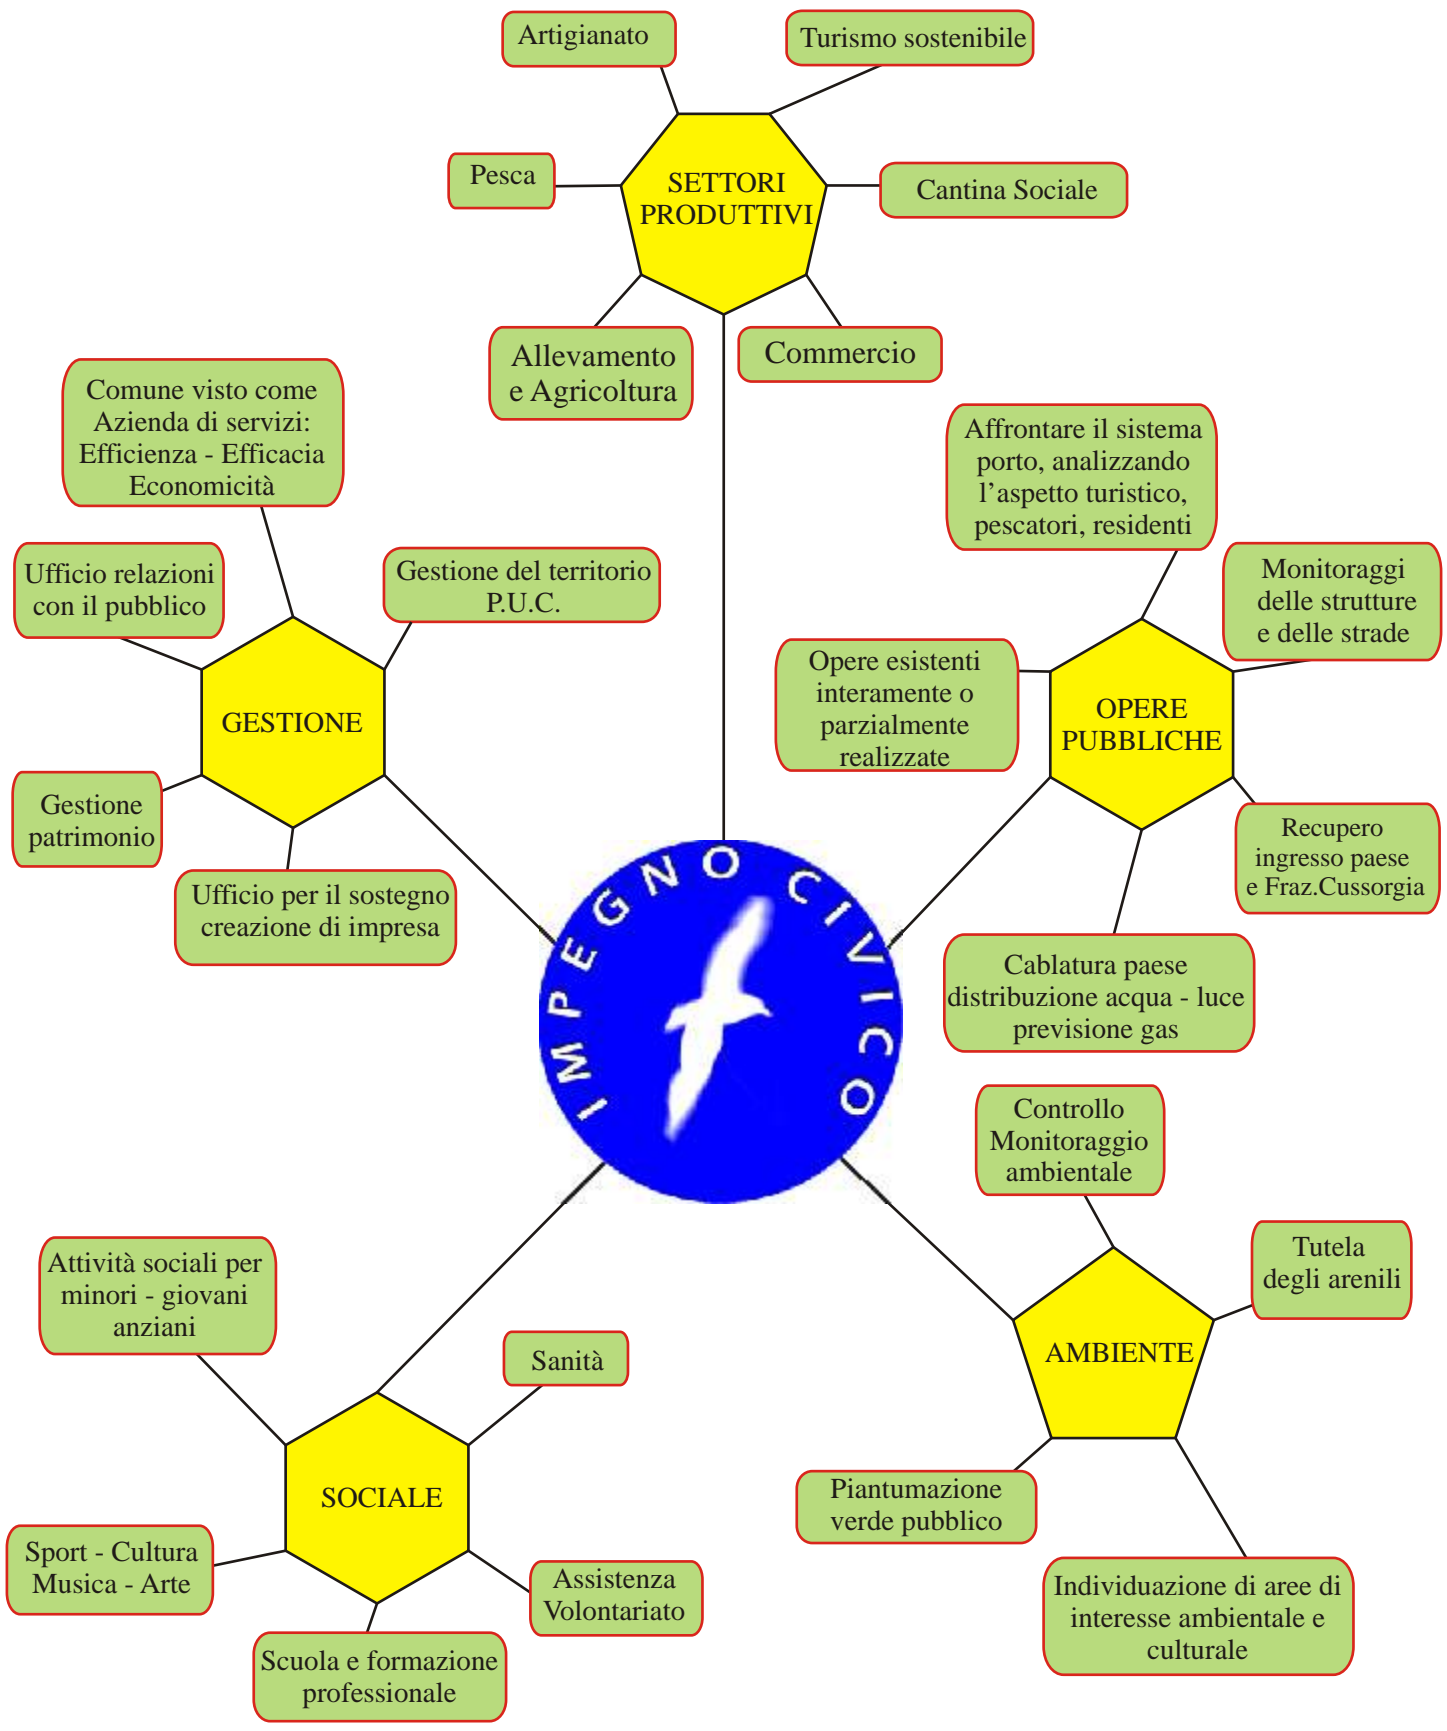 Artigianato
Turismo sostenibile
Pesca
SETTORI
PRODUTTIVI
Cantina Sociale
Allevamento
e Agricoltura
Commercio
Comune visto come
Azienda di servizi:
Efficienza - Efficacia
Economicità
Ufficio relazioni
con il pubblico
Gestione del territorio
P.U.C.
GESTIONE
Gestione
patrimonio
Ufficio per il sostegno
creazione di impresa
Affrontare il sistema
porto, analizzando
l’aspetto turistico,
pescatori, residenti
Monitoraggi
delle strutture
e delle strade
Opere esistenti
interamente o
parzialmente
realizzate
OPERE
PUBBLICHE
Recupero
ingresso paese
e Fraz.Cussorgia
Cablatura paese
distribuzione acqua - luce
previsione gas
IMPEGNO CIVICO
Controllo
Monitoraggio
ambientale
Tutela
degli arenili
AMBIENTE
Piantumazione
verde pubblico
Individuazione di aree di
interesse ambientale e
culturale
Attività sociali per
minori - giovani
anziani
Sanità
SOCIALE
Sport - Cultura
Musica - Arte
Assistenza
Volontariato
Scuola e formazione
professionale